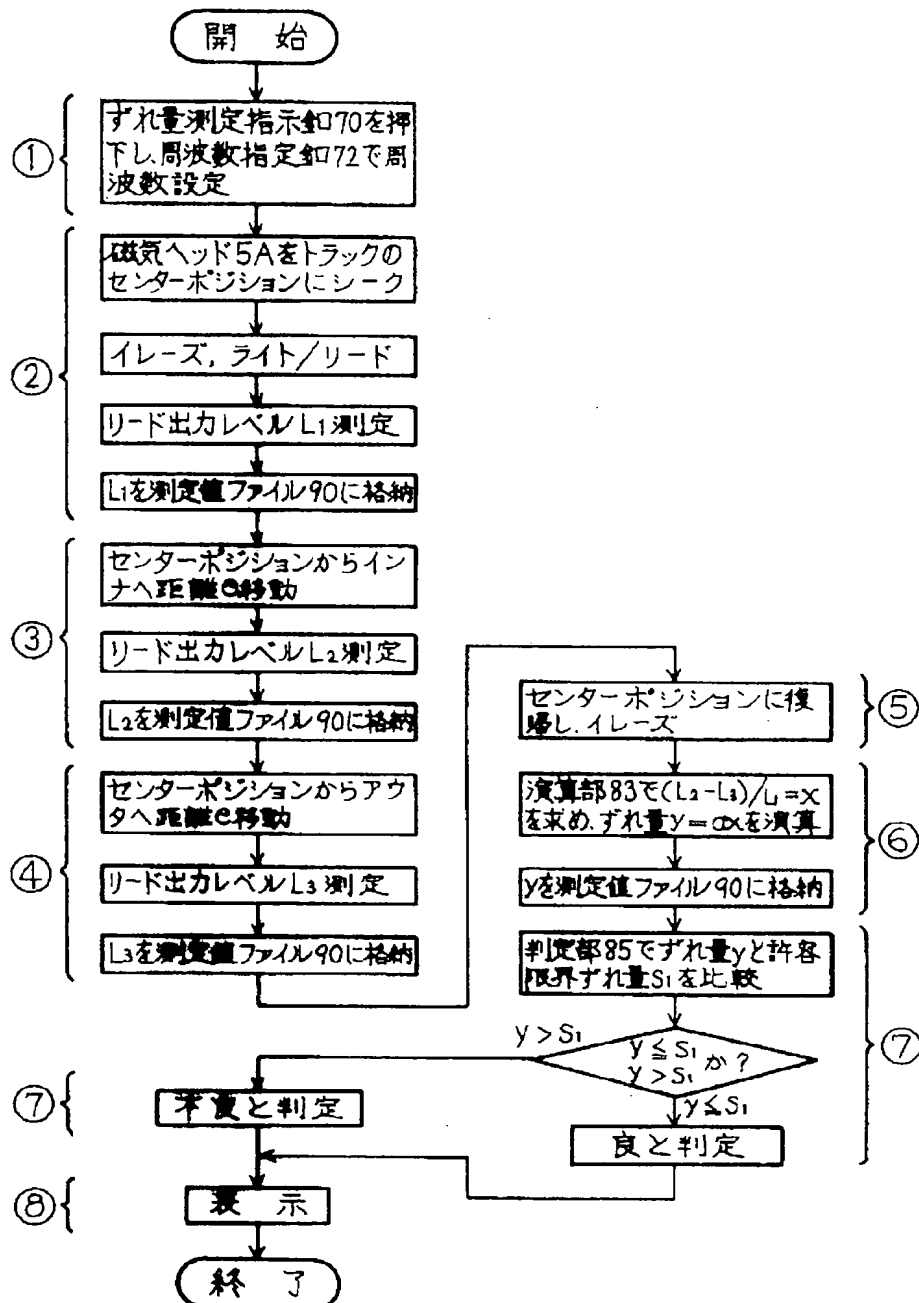 開 始
①
ずれ量測定指示釦70を押
下し、周波数指定釦72で周
波数設定
②
磁気ヘッド5Aをトラックの
センターポジションにシーク
イレーズ, ライト/リード
リード出力レベルL1測定
L1を測定値ファイル90に格納
③
センターポジションからイン
ナへ距離e移動
リード出力レベルL2測定
L2を測定値ファイル90に格納
④
センターポジションからアウ
タへ距離e移動
リード出力レベルL3測定
L3を測定値ファイル90に格納
⑤
センターポジションに復
帰し、イレーズ
⑥
演算部83で(L2-L3)/L1=x
を求め、ずれ量y=αxを演算
yを測定値ファイル90に格納
⑦
判定部85でずれ量yと許容
限界ずれ量S1を比較
y≦S1
y>S1 か?
y>S1
y≦S1
良と判定
⑦
不良と判定
⑧
表 示
終 了